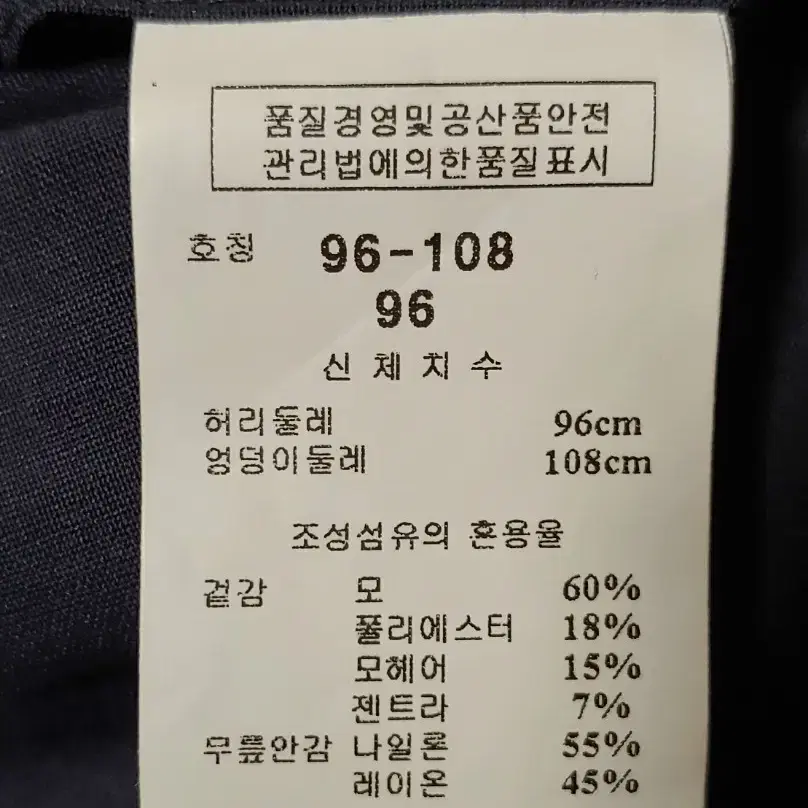 품질경영및공산품안전
관리법에의한품질표시
호칭 96-108
96
신체치수
허리둘레 96cm
엉덩이둘레 108cm
조성섬유의 혼용율
겉감 모 60%
폴리에스터 18%
모헤어 15%
젠트라 7%
무릎안감 나일론 55%
레이온 45%